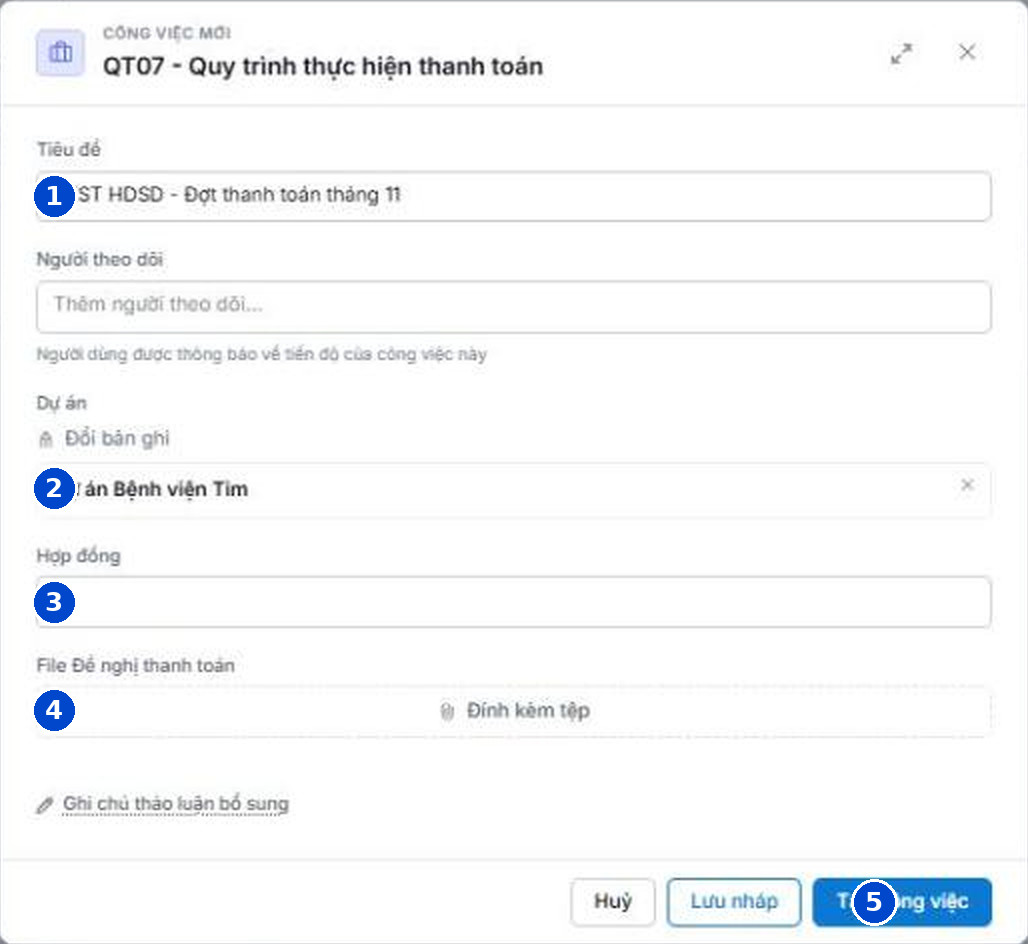 CÔNG VIỆC MỚI
QT07 - Quy trình thực hiện thanh toán
Tiêu đề
1 ST HDSD - Đợt thanh toán tháng 11
Người theo dõi
Thêm người theo dõi...
Người dùng được thông báo về tiến độ của công việc này
Dự án
Đổi bản ghi
2 án Bệnh viện Tim
Hợp đồng
3
File Đề nghị thanh toán
4 Đính kèm tệp
Ghi chú thảo luận bổ sung
Huỷ Lưu nháp 5 việc